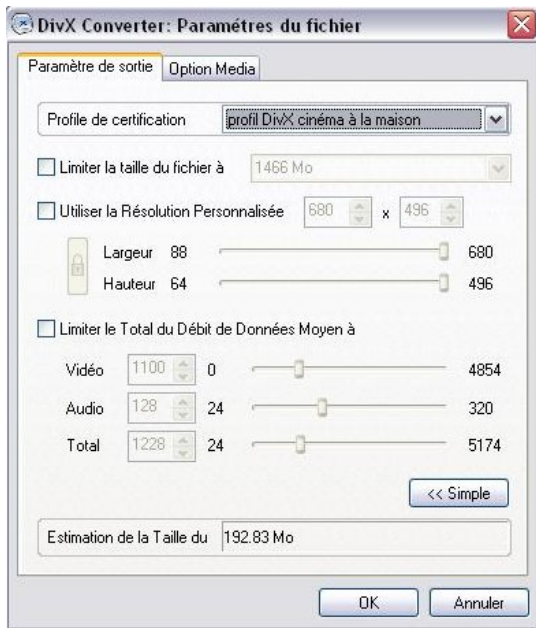 DivX Converter: Paramétres du fichier
Paramètre de sortie Option Media
Profile de certification profil DivX cinéma à la maison
Limiter la taille du fichier à 1466 Mo
Utiliser la Résolution Personnalisée 680 x 496
Largeur 88 680
Hauteur 64 496
Limiter le Total du Débit de Données Moyen à
Vidéo 1100 0 4854
Audio 128 24 320
Total 1228 24 5174
<< Simple
Estimation de la Taille du 192.83 Mo
OK Annuler